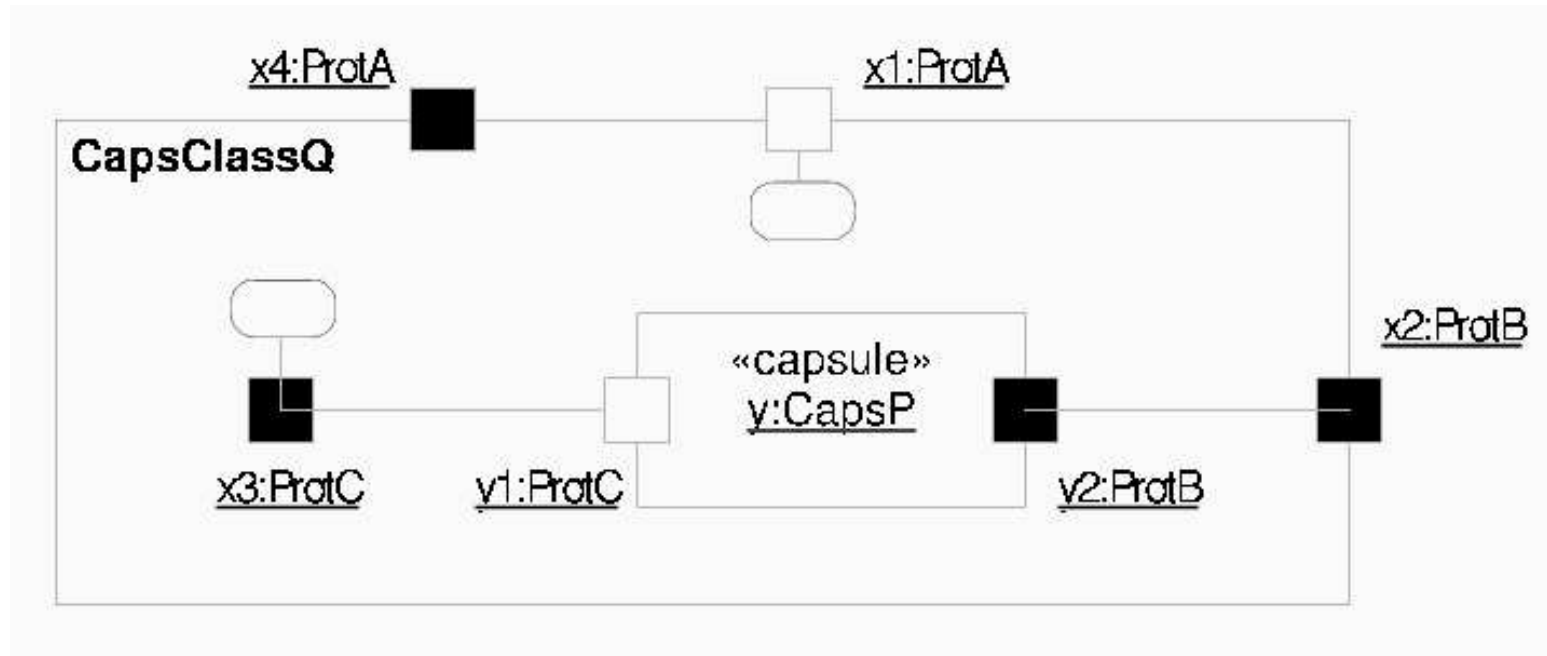 x4:ProtA
x1:ProtA
CapsClassQ
x2:ProtB
«capsule»
y:CapsP
x3:ProtC
y1:ProtC
y2:ProtB